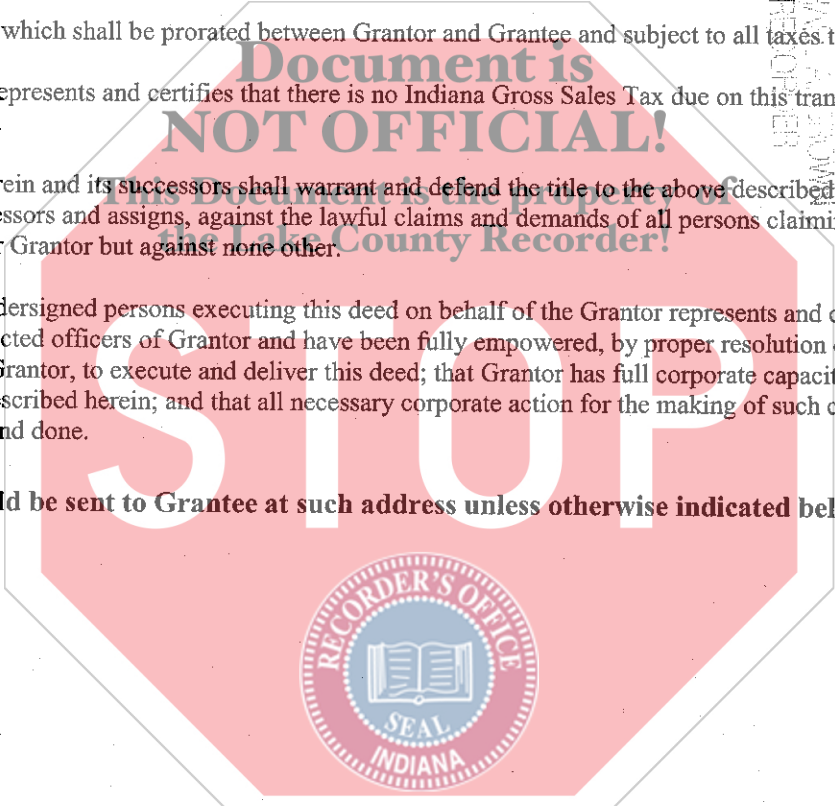 which shall be prorated between Grantor and Grantee and subject to all taxes t
Document is
epresents and certifies that there is no Indiana Gross Sales Tax due on this tran
NOT OFFICIAL!
rein and its successors shall warrant and defend the title to the above described
This Document is the property of
essors and assigns, against the lawful claims and demands of all persons claimi
r Grantor but against none other.
the Lake County Recorder!
dersigned persons executing this deed on behalf of the Grantor represents and c
cted officers of Grantor and have been fully empowered, by proper resolution
Grantor, to execute and deliver this deed; that Grantor has full corporate capacit
scribed herein; and that all necessary corporate action for the making of such c
nd done.
STOP
ld be sent to Grantee at such address unless otherwise indicated bel
RECORDER'S OFFICE
SEAL
INDIANA